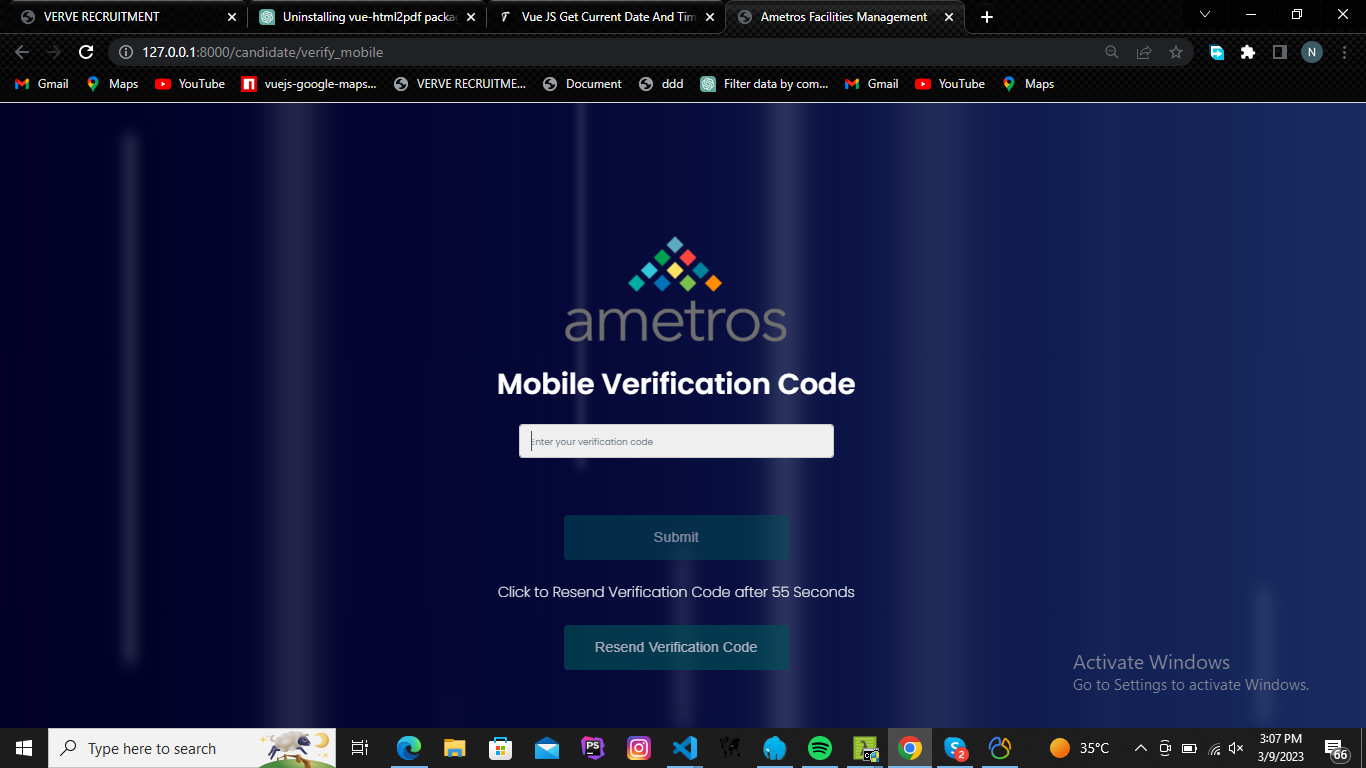 VERVE RECRUITMENT
Uninstalling vue-html2pdf packa
Vue JS Get Current Date And Tim
Ametros Facilities Management
127.0.0.1:8000/candidate/verify_mobile
N
Gmail
Maps
YouTube
vuejs-google-maps...
VERVE RECRUITME...
Document
ddd
Filter data by com...
Gmail
YouTube
Maps
ametros
Mobile Verification Code
Enter your verification code
Submit
Click to Resend Verification Code after 55 Seconds
Resend Verification Code
Activate Windows
Go to Settings to activate Windows.
Type here to search
PS
2
35°C
3:07 PM
3/9/2023
66